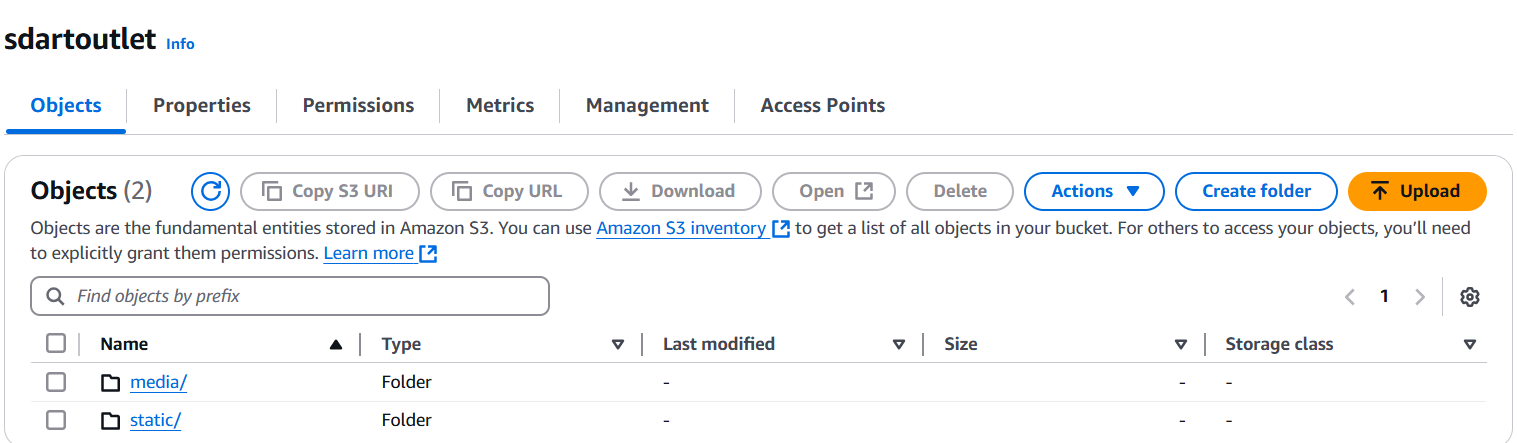 sdartoutlet Info
Objects Properties Permissions Metrics Management Access Points
Objects (2) Copy S3 URI Copy URL Download Open Delete Actions Create folder Upload
Objects are the fundamental entities stored in Amazon S3. You can use Amazon S3 inventory to get a list of all objects in your bucket. For others to access your objects, you’ll need
to explicitly grant them permissions. Learn more
Find objects by prefix 1
Name Type Last modified Size Storage class
media/ Folder - - -
static/ Folder - - -